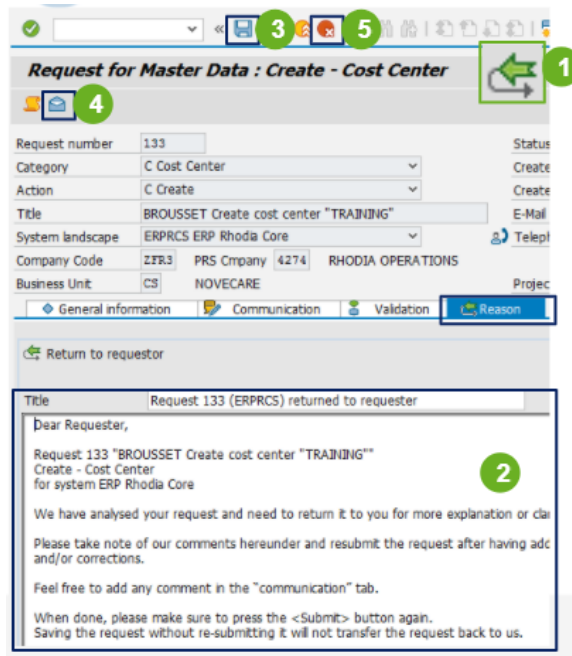 « 3 5
Request for Master Data : Create - Cost Center
1
4
Request number 133 Status
Category C Cost Center Create
Action C Create Create
Title BROUSSET Create cost center "TRAINING" E-Mail
System landscape ERPRCS ERP Rhodia Core Teleph
Company Code ZFR3 PRS Cmpany 4274 RHODIA OPERATIONS
Business Unit CS NOVECARE Projec
General information Communication Validation Reason
Return to requestor
Title Request 133 (ERPRCS) returned to requester
Dear Requester,
Request 133 "BROUSSET Create cost center "TRAINING""
Create - Cost Center
for system ERP Rhodia Core
2
We have analysed your request and need to return it to you for more explanation or clar
Please take note of our comments hereunder and resubmit the request after having add
and/or corrections.
Feel free to add any comment in the "communication" tab.
When done, please make sure to press the <Submit> button again.
Saving the request without re-submitting it will not transfer the request back to us.